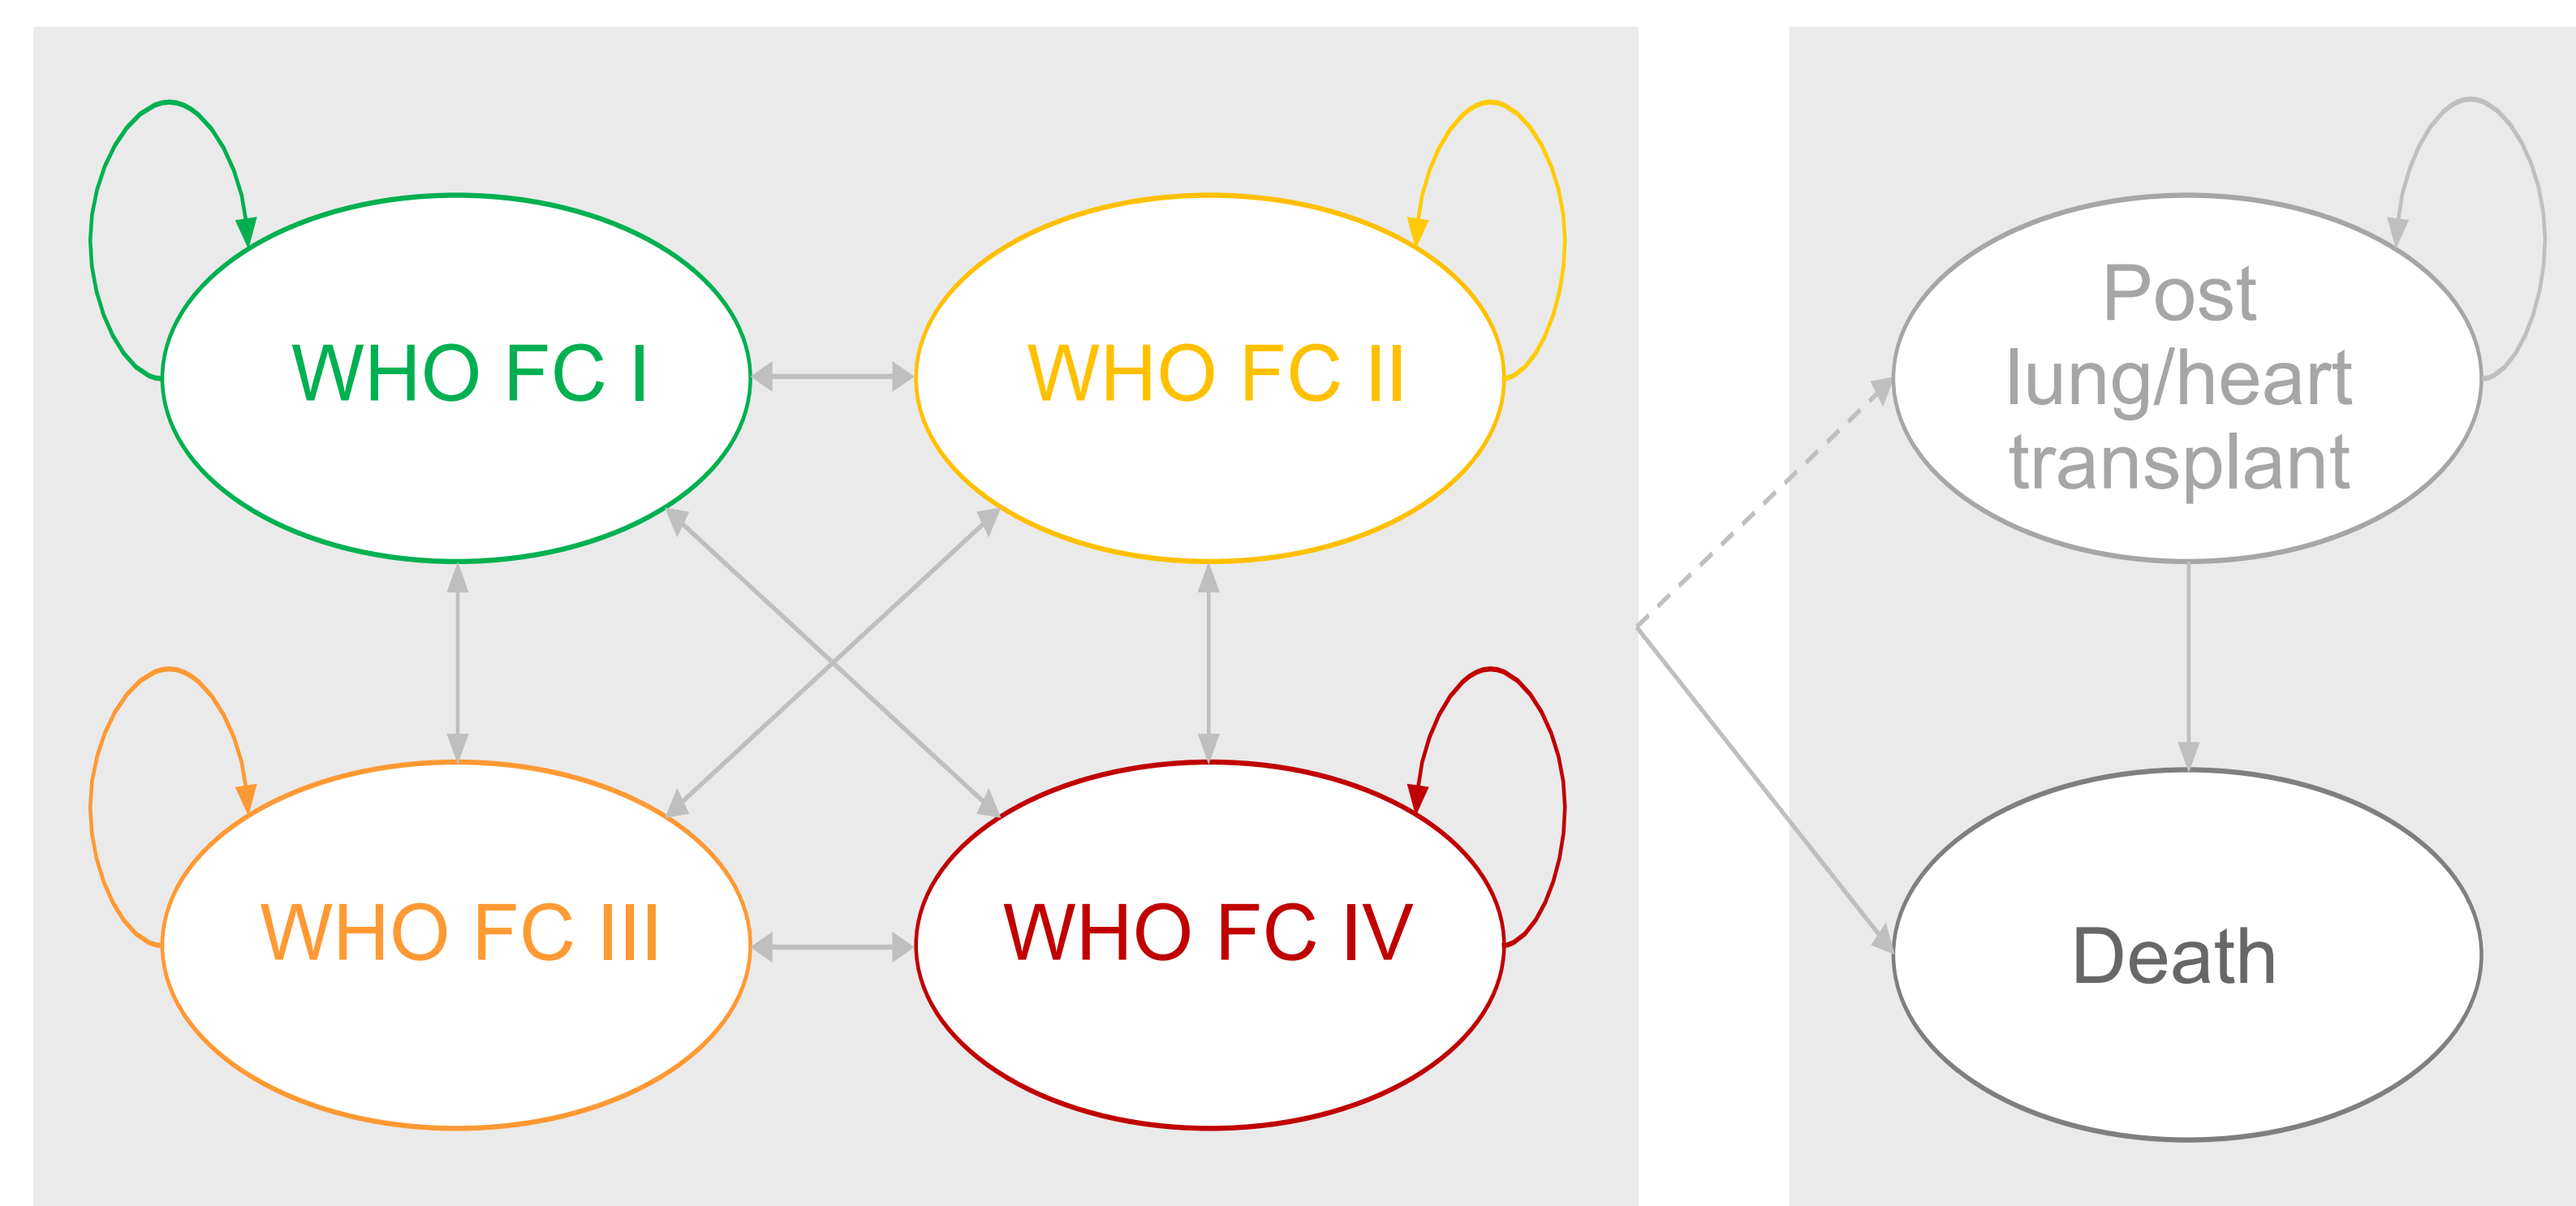 WHO FC I
WHO FC II
WHO FC III
WHO FC IV
Post
lung/heart
transplant
Death